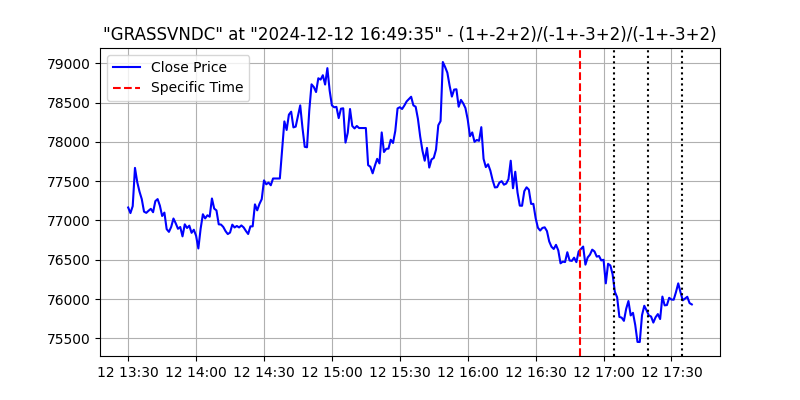 "GRASSVNDC" at "2024-12-12 16:49:35" - (1+-2+2)/(-1+-3+2)/(-1+-3+2)
Close Price
Specific Time
79000
78500
78000
77500
77000
76500
76000
75500
12 13:30 12 14:00 12 14:30 12 15:00 12 15:30 12 16:00 12 16:30 12 17:00 12 17:30